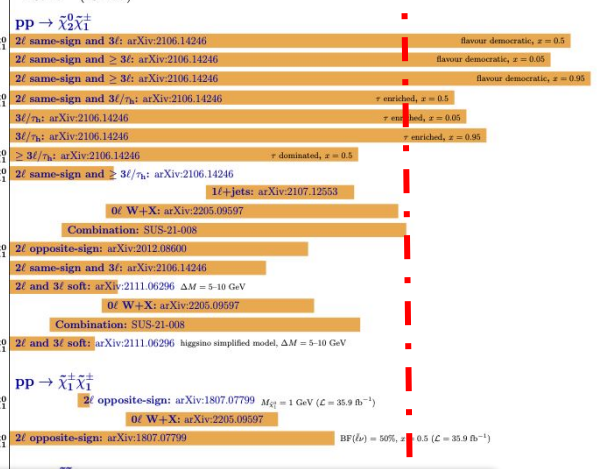 pp → χ̃⁰₂χ̃±₁
2ℓ same-sign and 3ℓ: arXiv:2106.14246 flavour democratic, x = 0.5
2ℓ same-sign and ≥ 3ℓ: arXiv:2106.14246 flavour democratic, x = 0.05
2ℓ same-sign and ≥ 3ℓ: arXiv:2106.14246 flavour democratic, x = 0.95
2ℓ same-sign and 3ℓ/τh: arXiv:2106.14246 τ enriched, x = 0.5
3ℓ/τh: arXiv:2106.14246 τ enriched, x = 0.05
3ℓ/τh: arXiv:2106.14246 τ enriched, x = 0.95
≥ 3ℓ/τh: arXiv:2106.14246 τ dominated, x = 0.5
2ℓ same-sign and ≥ 3ℓ/τh: arXiv:2106.14246
1ℓ+jets: arXiv:2107.12553
0ℓ W+X: arXiv:2205.09597
Combination: SUS-21-008
2ℓ opposite-sign: arXiv:2012.08600
2ℓ same-sign and 3ℓ: arXiv:2106.14246
2ℓ and 3ℓ soft: arXiv:2111.06296 ΔM = 5–10 GeV
0ℓ W+X: arXiv:2205.09597
Combination: SUS-21-008
2ℓ and 3ℓ soft: arXiv:2111.06296 higgsino simplified model, ΔM = 5–10 GeV
pp → χ̃±₁χ̃±₁
2ℓ opposite-sign: arXiv:1807.07799 = 1 GeV (ℒ = 35.9 fb⁻¹)
0ℓ W+X: arXiv:2205.09597
2ℓ opposite-sign: arXiv:1807.07799 BF(ℓ̃ν) = 50%, x = 0.5 (ℒ = 35.9 fb⁻¹)